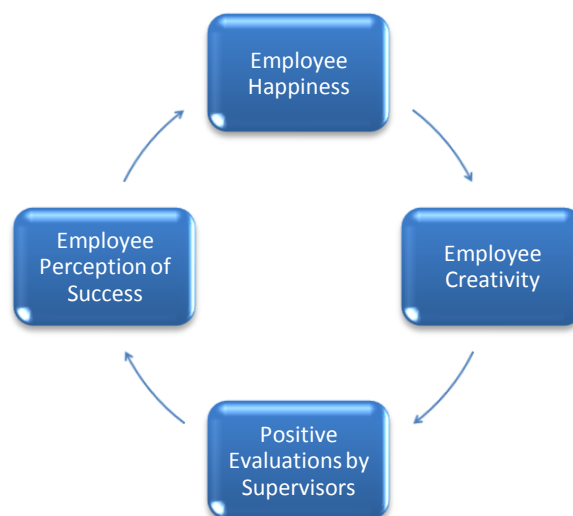 Employee
Happiness
Employee
Creativity
Positive
Evaluations by
Supervisors
Employee
Perception of
Success